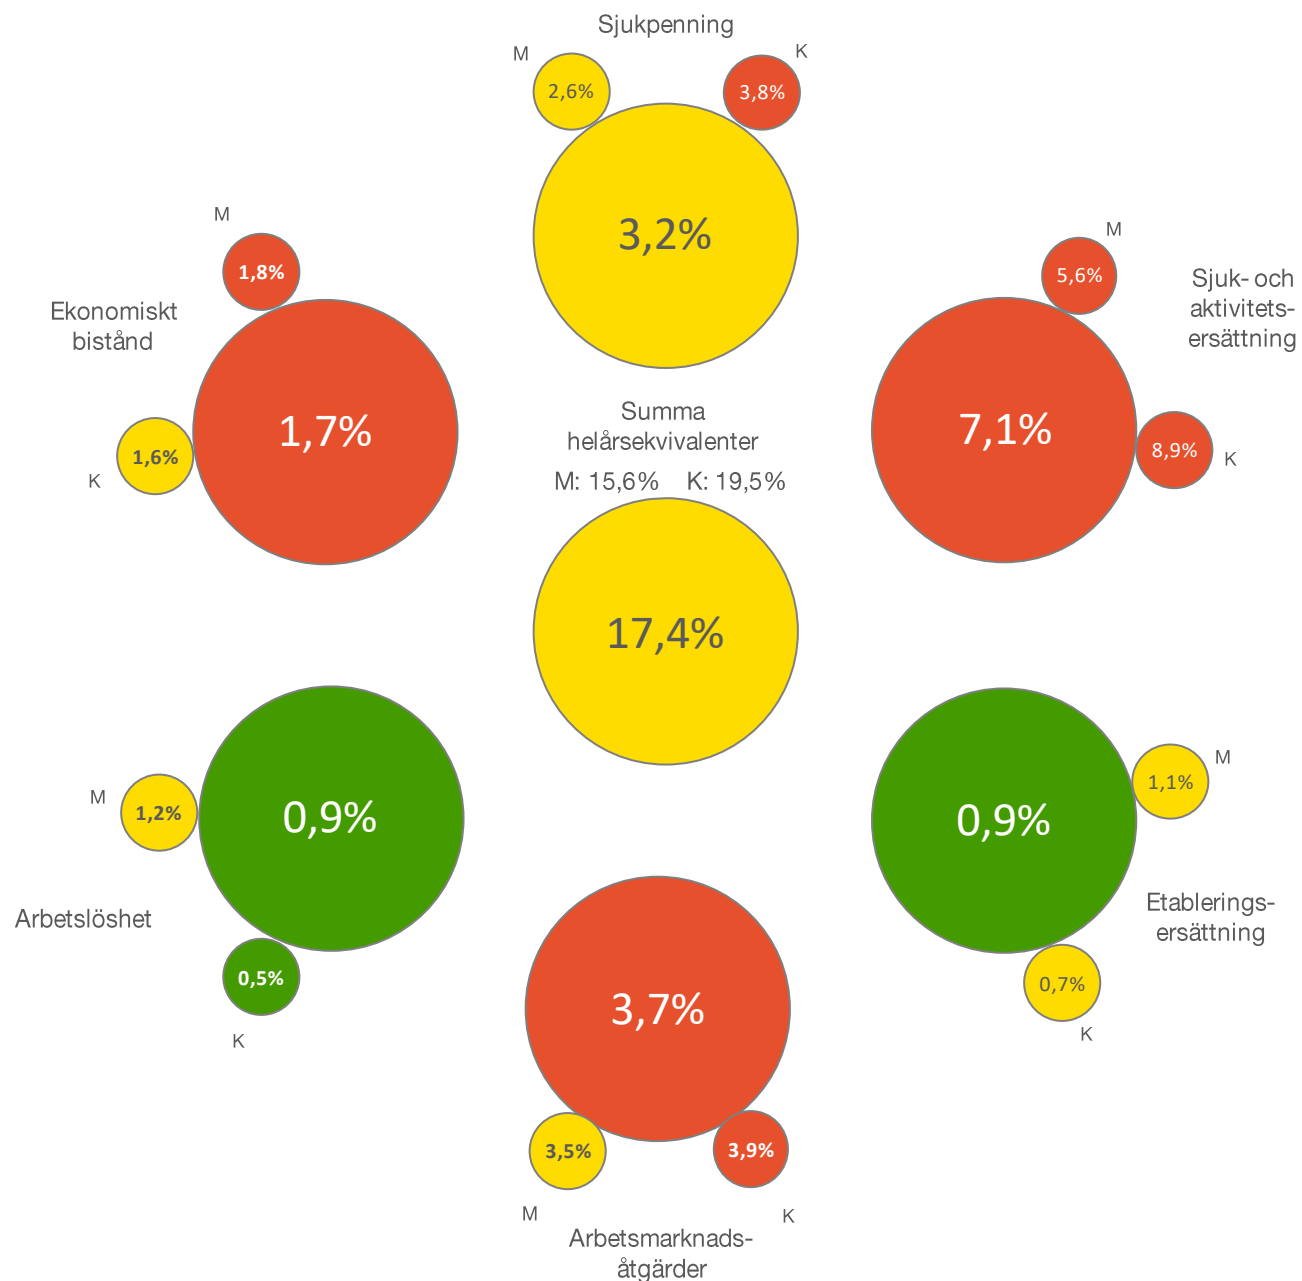 Sjukpenning
M
K
2,6%
3,8%
3,2%
M
1,8%
Ekonomiskt
bistånd
1,7%
1,6%
K
M
5,6%
Sjuk- och
aktivitets-
ersättning
7,1%
8,9%
K
Summa
helårsekvivalenter
M: 15,6% K: 19,5%
17,4%
M
1,2%
0,9%
Arbetslöshet
0,5%
K
M
1,1%
0,9%
Etablerings-
ersättning
0,7%
K
3,7%
3,5%
3,9%
M
K
Arbetsmarknads-
åtgärder